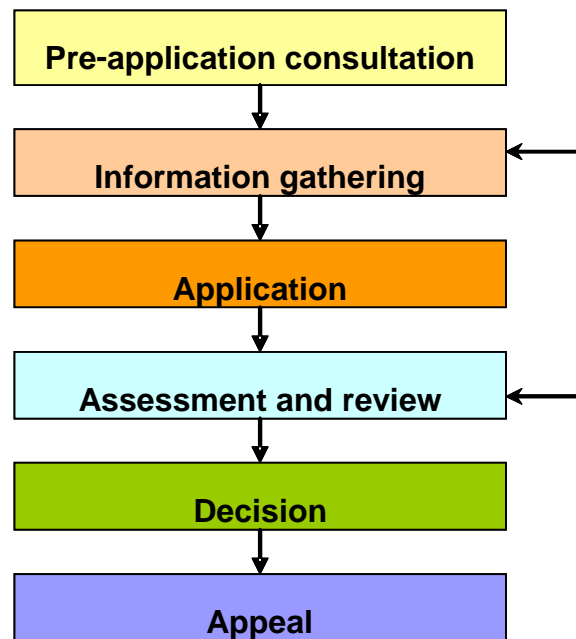 Pre-application consultation
Information gathering
Application
Assessment and review
Decision
Appeal